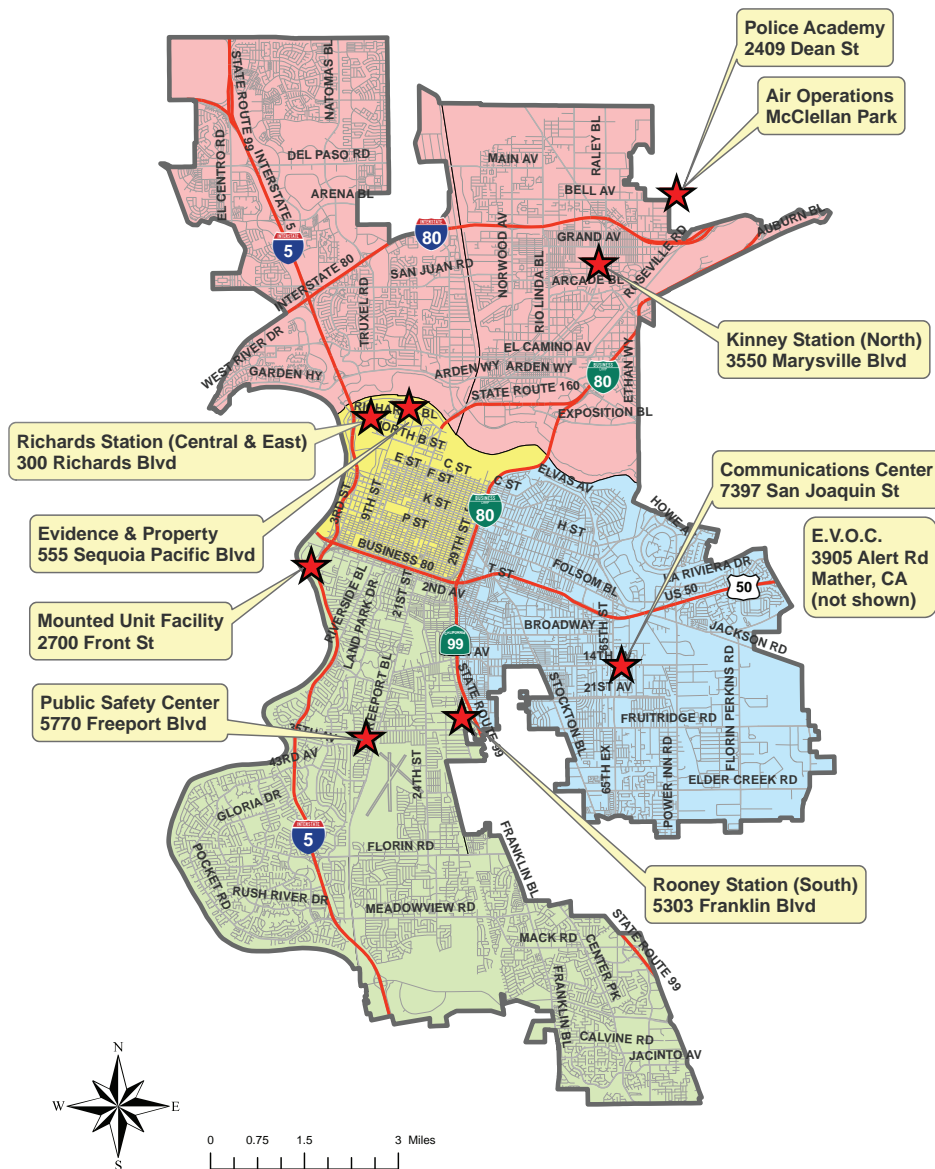 Police Academy
2409 Dean St
Air Operations
McClellan Park
STATE ROUTE 99
NATOMAS BL
INTERSTATE 5
EL CENTRO RD
DEL PASO RD
ARENA BL
MAIN AV
RALEY BL
BELL AV
INTERSTATE
5
INTERSTATE
80
GRAND AV
AUBURN BL
NORWOOD AV
ROSEVILLE RD
SAN JUAN RD
INTERSTATE 80
RIO LINDA BL
ARCADE BL
TRUXEL RD
Kinney Station (North)
3550 Marysville Blvd
WEST RIVER DR
EL CAMINO AV
GARDEN HY
ARDEN WY
ARDEN WY
ETHAN WY
BUSINESS
80
STATE ROUTE 160
EXPOSITION BL
Richards Station (Central & East)
300 Richards Blvd
NORTH B ST
E ST
F ST
C ST
C ST
ELVAS AV
Communications Center
7397 San Joaquin St
Evidence & Property
555 Sequoia Pacific Blvd
3RD ST
9TH ST
K ST
P ST
29TH ST
BUSINESS
80
H ST
E.V.O.C.
3905 Alert Rd
Mather, CA
(not shown)
BUSINESS 80
T ST
FOLSOM BL
US 50
50
Mounted Unit Facility
2700 Front St
RIVERSIDE BL
LAND PARK DR
21ST ST
2ND AV
BROADWAY
65TH ST
JACKSON RD
CALIFORNIA
99
21ST AV
STATE ROUTE 99
STOCKTON BL
FLORIN PERKINS RD
Public Safety Center
5770 Freeport Blvd
FRUITRIDGE RD
43RD AV
24TH ST
65TH EX
POWER INN RD
ELDER CREEK RD
GLORIA DR
INTERSTATE
5
FLORIN RD
FRANKLIN BL
POCKET RD
RUSH RIVER DR
MEADOWVIEW RD
Rooney Station (South)
5303 Franklin Blvd
MACK RD
CENTER PK
STATE ROUTE 99
FRANKLIN BL
CALVINE RD
JACINTO AV
N
W
E
S
0 0.75 1.5 3 Miles